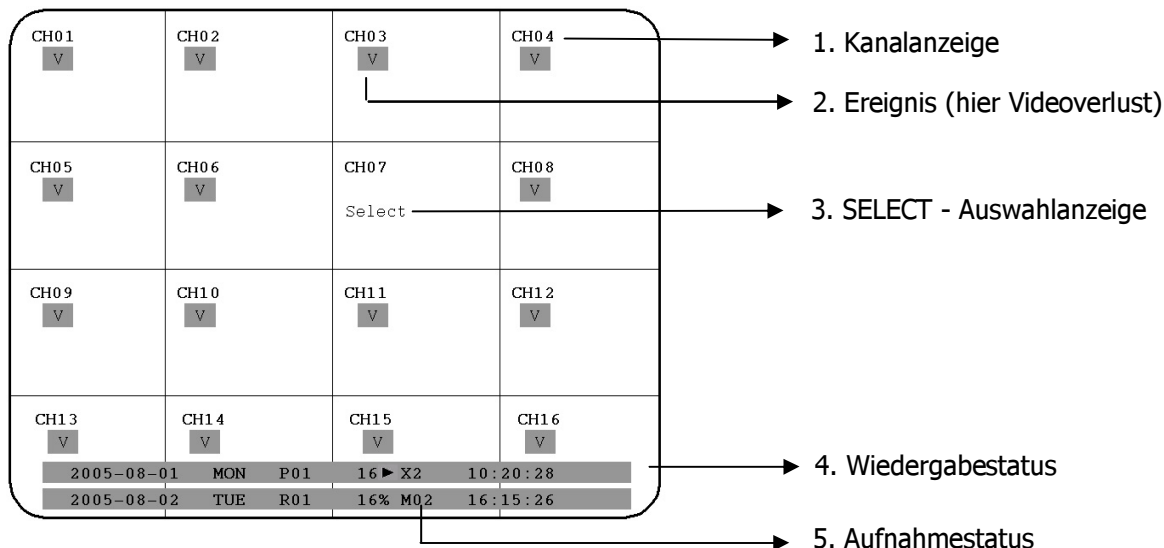 CH01 CH02 CH03 CH04
V V V V
1. Kanalanzeige
2. Ereignis (hier Videoverlust)
CH05 CH06 CH07 CH08
V V V
Select
3. SELECT - Auswahlanzeige
CH09 CH10 CH11 CH12
V V V V
CH13 CH14 CH15 CH16
V V V V
2005-08-01 MON P01 16► X2 10:20:28
4. Wiedergabestatus
2005-08-02 TUE R01 16% M02 16:15:26
5. Aufnahmestatus